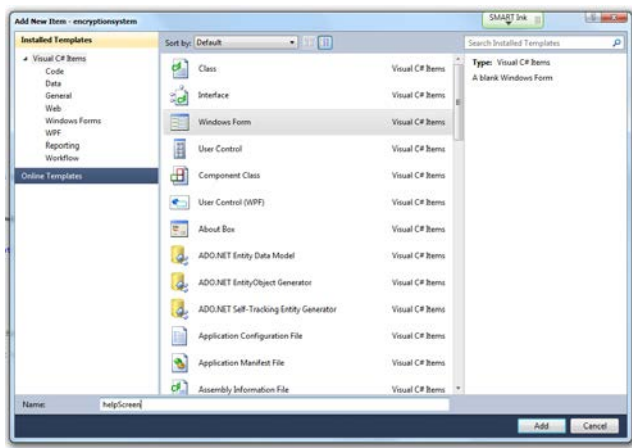 Add New Item - encryptionsystem
SMART Ink
Installed Templates
Sort by: Default
Search Installed Templates
Visual C# Items
Code
Data
General
Web
Windows Forms
WPF
Reporting
Workflow
Online Templates
Class Visual C# Items
Interface Visual C# Items
Windows Form Visual C# Items
User Control Visual C# Items
Component Class Visual C# Items
User Control (WPF) Visual C# Items
About Box Visual C# Items
ADO.NET Entity Data Model Visual C# Items
ADO.NET EntityObject Generator Visual C# Items
ADO.NET Self-Tracking Entity Generator Visual C# Items
Application Configuration File Visual C# Items
Application Manifest File Visual C# Items
Assembly Information File Visual C# Items
Type: Visual C# Items
A blank Windows Form
Name: helpScreen
Add Cancel